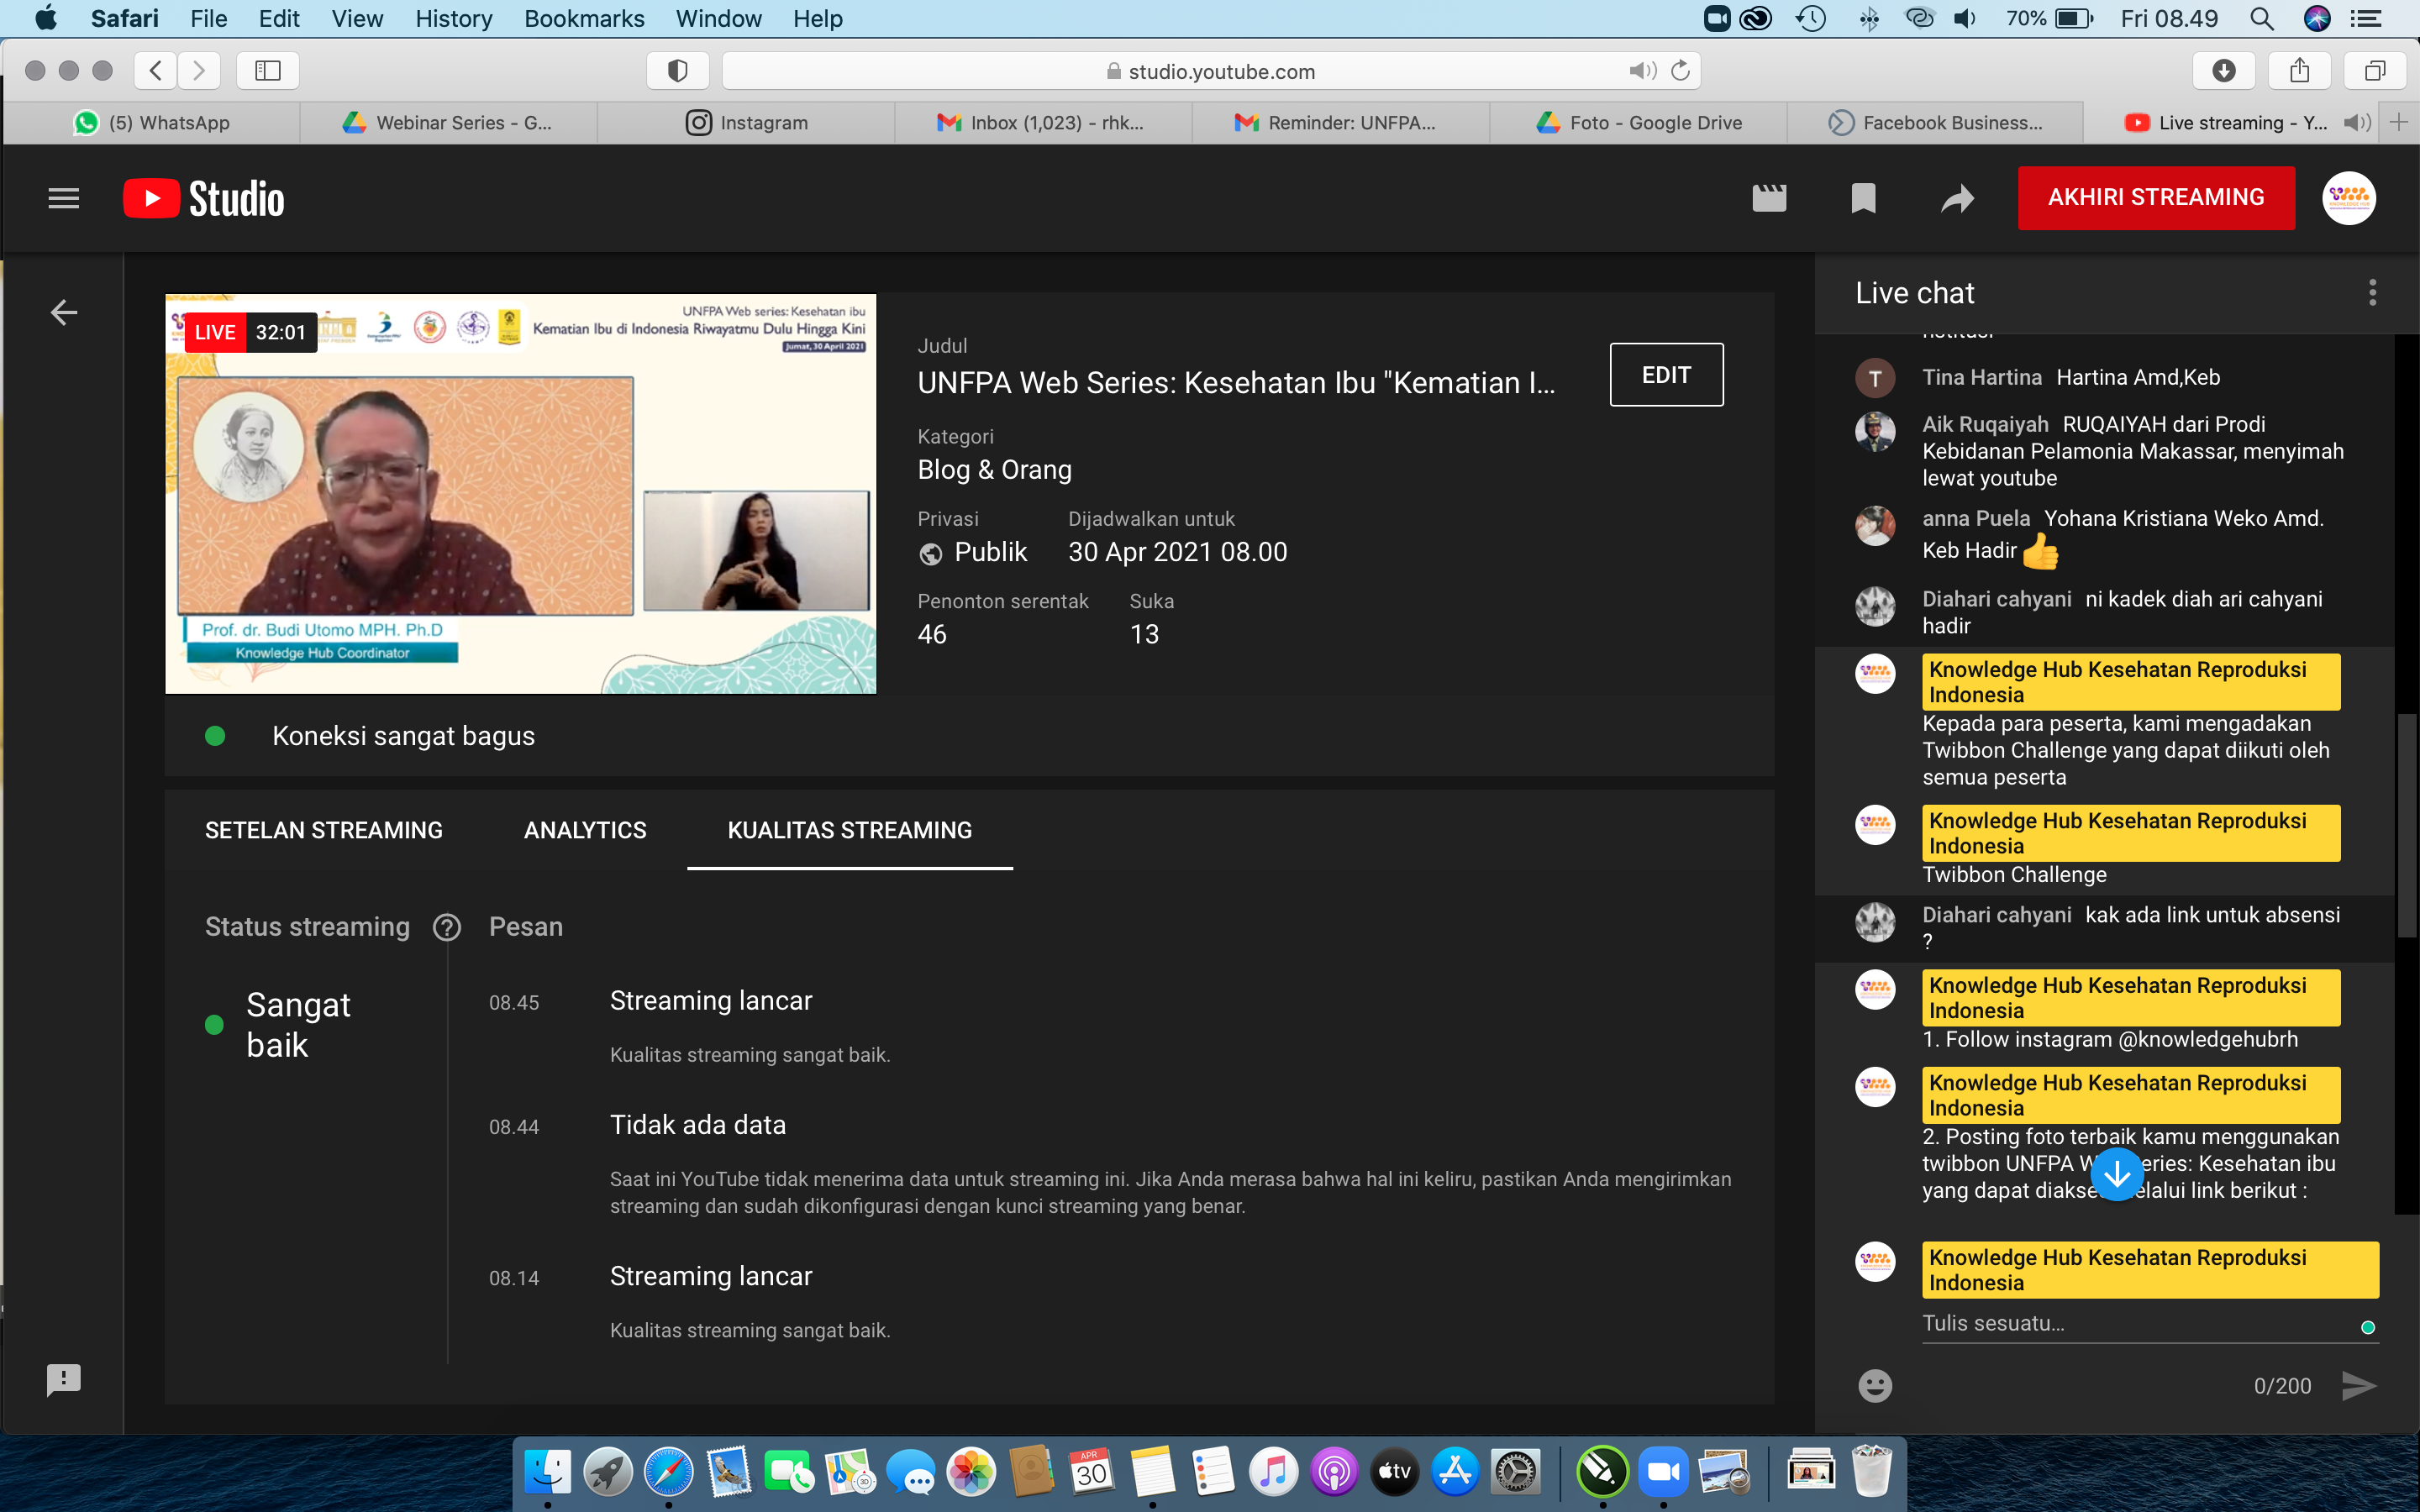 Safari File Edit View History Bookmarks Window Help 70% Fri 08.49
studio.youtube.com
(5) WhatsApp
Webinar Series - G...
Instagram
Inbox (1,023) - rhk...
Reminder: UNFPA...
Foto - Google Drive
Facebook Business...
Live streaming - Y...
Studio
AKHIRI STREAMING
LIVE 32:01
UNFPA Web series: Kesehatan ibu
Kematian Ibu di Indonesia Riwayatmu Dulu Hingga Kini
Jumat, 30 April 2021
Prof. dr. Budi Utomo MPH. Ph.D
Knowledge Hub Coordinator
Judul
UNFPA Web Series: Kesehatan Ibu "Kematian I...
EDIT
Kategori
Blog & Orang
Privasi
Publik
Dijadwalkan untuk
30 Apr 2021 08.00
Penonton serentak
46
Suka
13
Koneksi sangat bagus
SETELAN STREAMING
ANALYTICS
KUALITAS STREAMING
Status streaming
Sangat
baik
Pesan
08.45 Streaming lancar
Kualitas streaming sangat baik.
08.44 Tidak ada data
Saat ini YouTube tidak menerima data untuk streaming ini. Jika Anda merasa bahwa hal ini keliru, pastikan Anda mengirimkan
streaming dan sudah dikonfigurasi dengan kunci streaming yang benar.
08.14 Streaming lancar
Kualitas streaming sangat baik.
Live chat
Tina Hartina Hartina Amd,Keb
Aik Ruqaiyah RUQAIYAH dari Prodi
Kebidanan Pelamonia Makassar, menyimah
lewat youtube
anna Puela Yohana Kristiana Weko Amd.
Keb Hadir
Diahari cahyani ni kadek diah ari cahyani
hadir
Knowledge Hub Kesehatan Reproduksi
Indonesia
Kepada para peserta, kami mengadakan
Twibbon Challenge yang dapat diikuti oleh
semua peserta
Knowledge Hub Kesehatan Reproduksi
Indonesia
Twibbon Challenge
Diahari cahyani kak ada link untuk absensi
?
Knowledge Hub Kesehatan Reproduksi
Indonesia
1. Follow instagram @knowledgehubrh
Knowledge Hub Kesehatan Reproduksi
Indonesia
2. Posting foto terbaik kamu menggunakan
twibbon UNFPA : Kesehatan ibu
yang dapat link berikut :
Knowledge Hub Kesehatan Reproduksi
Indonesia
Tulis sesuatu...
0/200
APR
30
tv